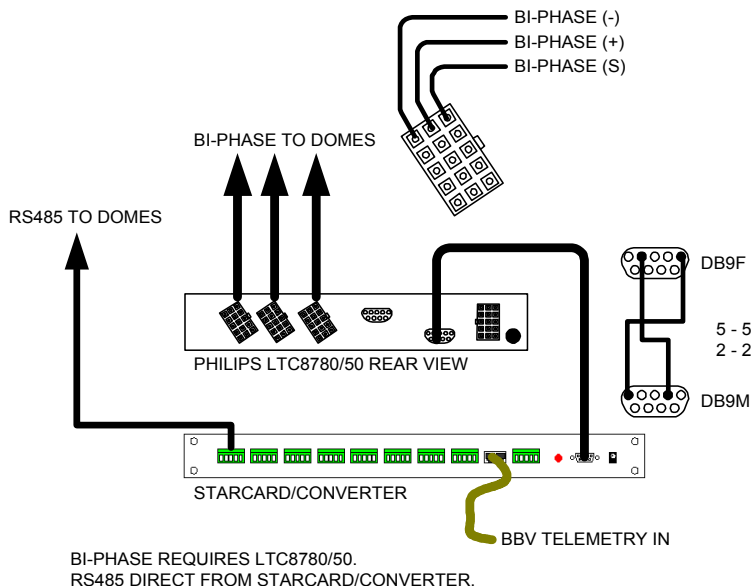 BI-PHASE (-)
BI-PHASE (+)
BI-PHASE (S)
BI-PHASE TO DOMES
RS485 TO DOMES
DB9F
5 - 5
2 - 2
PHILIPS LTC8780/50 REAR VIEW
DB9M
STARCARD/CONVERTER
BBV TELEMETRY IN
BI-PHASE REQUIRES LTC8780/50.
RS485 DIRECT FROM STARCARD/CONVERTER.